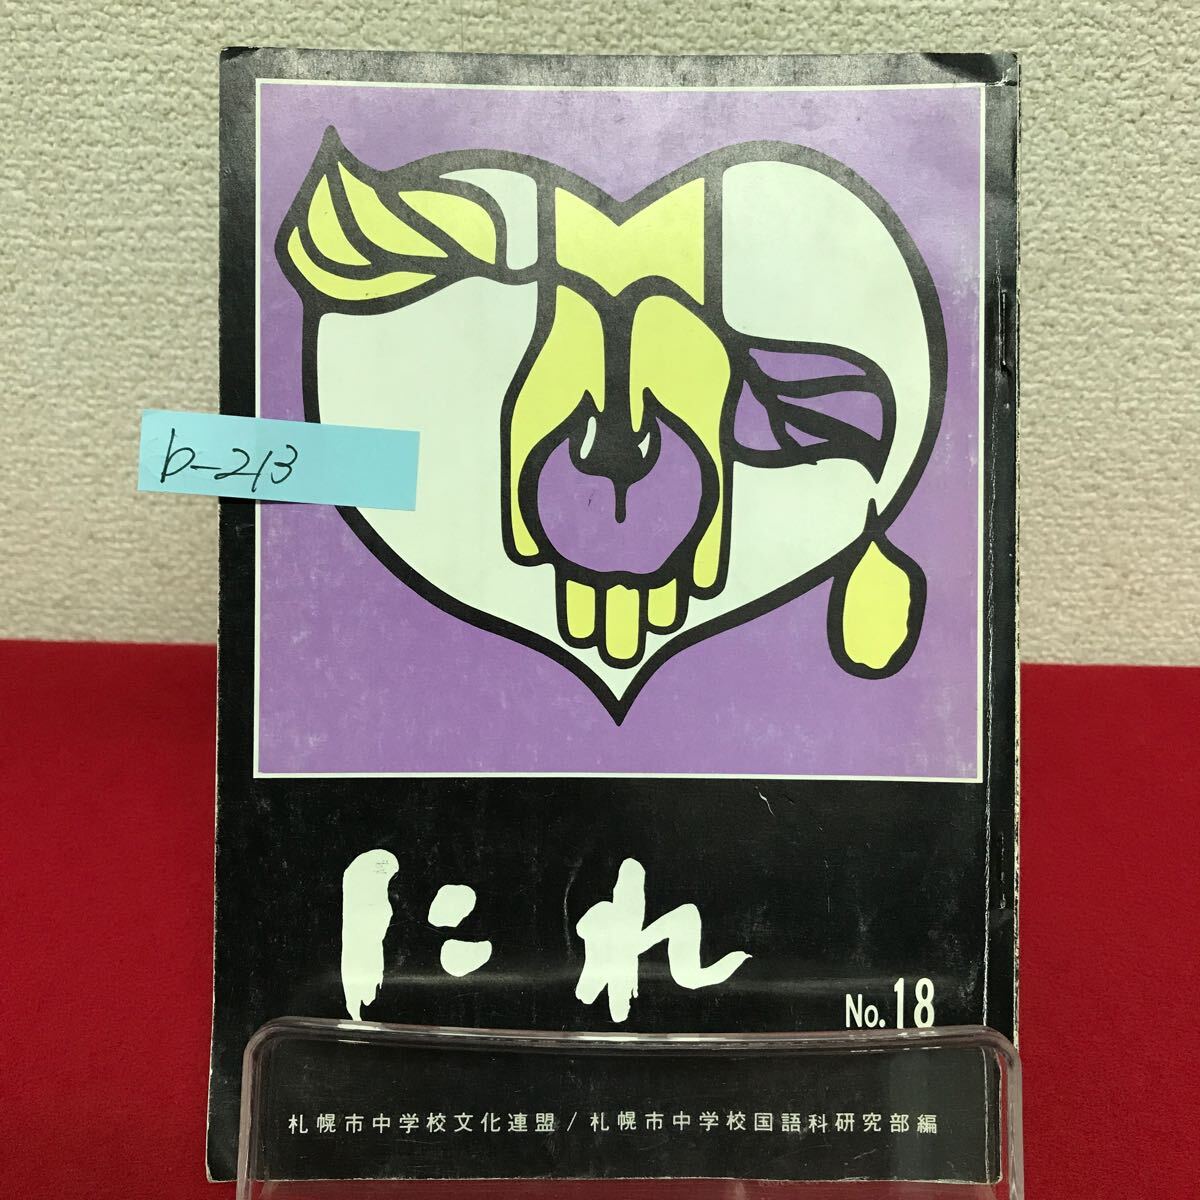 b-213
にれ
No.18
札幌市中学校文化連盟/札幌市中学校国語科研究部編